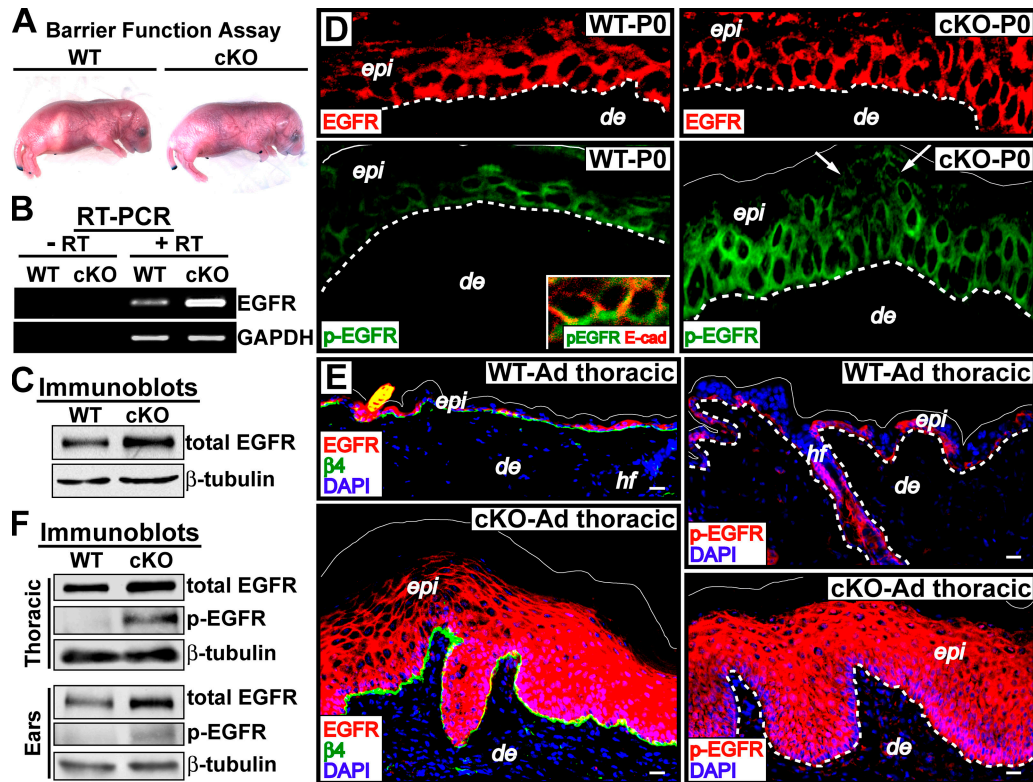 A Barrier Function Assay
WT cKO
B
RT-PCR
- RT + RT
WT cKO WT cKO
EGFR
GAPDH
C Immunoblots
WT cKO
total EGFR
β-tubulin
F Immunoblots
WT cKO
Thoracic
total EGFR
p-EGFR
β-tubulin
Ears
total EGFR
p-EGFR
β-tubulin
D
WT-P0
epi
de
EGFR
cKO-P0
epi
de
EGFR
WT-P0
epi
de
p-EGFR
pEGFR E-cad
cKO-P0
epi
de
p-EGFR
E
WT-Ad thoracic
epi
EGFR
β4
DAPI
de
hf
WT-Ad thoracic
epi
hf
de
p-EGFR
DAPI
cKO-Ad thoracic
epi
EGFR
β4
DAPI
de
cKO-Ad thoracic
epi
p-EGFR
DAPI
de